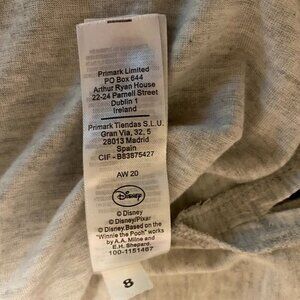 Primark Limited
PO Box 644
Arthur Ryan House
22-24 Parnell Street
Dublin 1
Ireland
Primark Tiendas S.L.U.
Gran Via, 32, 5
28013 Madrid
Spain
CIF - B83875427
AW 20
Disney
© Disney
© Disney/Pixar
© Disney.Based on the
"Winnie the Pooh" works
by A.A. Milne and
E.H. Shepard.
100-1151467
8